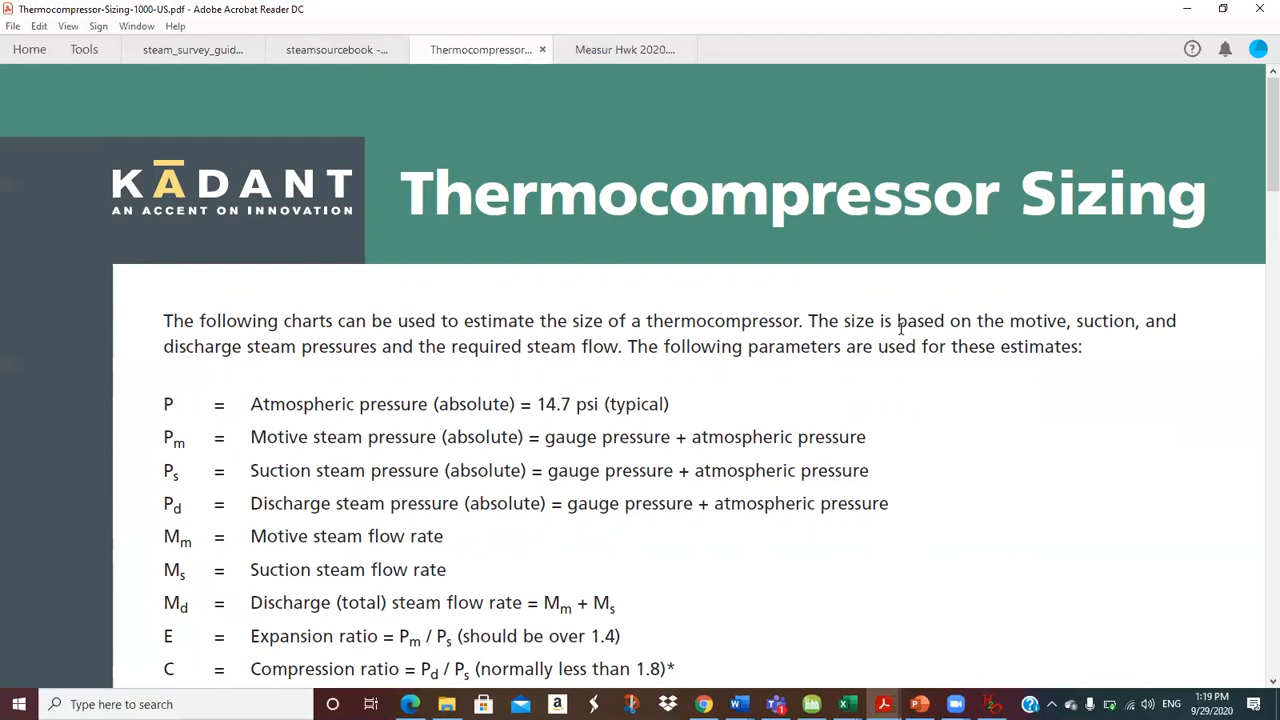 Thermocompressor-Sizing-1000-US.pdf - Adobe Acrobat Reader DC
File Edit View Sign Window Help
Home Tools steam_survey_guid... steamsourcebook -... Thermocompressor... × Measur Hwk 2020....
KĀDANT
AN ACCENT ON INNOVATION
Thermocompressor Sizing
The following charts can be used to estimate the size of a thermocompressor. The size is based on the motive, suction, and
discharge steam pressures and the required steam flow. The following parameters are used for these estimates:
P = Atmospheric pressure (absolute) = 14.7 psi (typical)
Pm = Motive steam pressure (absolute) = gauge pressure + atmospheric pressure
Ps = Suction steam pressure (absolute) = gauge pressure + atmospheric pressure
Pd = Discharge steam pressure (absolute) = gauge pressure + atmospheric pressure
Mm = Motive steam flow rate
Ms = Suction steam flow rate
Md = Discharge (total) steam flow rate = Mm + Ms
E = Expansion ratio = Pm / Ps (should be over 1.4)
C = Compression ratio = Pd / Ps (normally less than 1.8)*
Type here to search
ENG
1:19 PM
9/29/2020